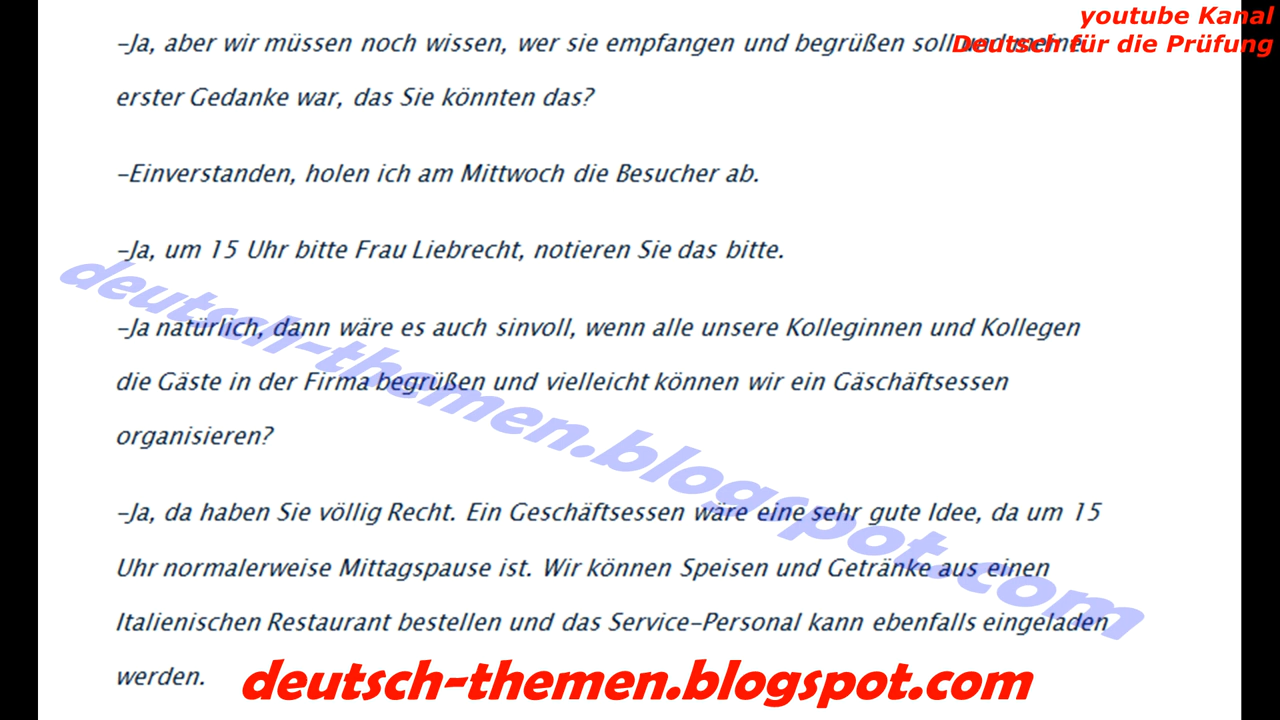 youtube Kanal
Deutsch für die Prüfung
–Ja, aber wir müssen noch wissen, wer sie empfangen und begrüßen soll und meine
erster Gedanke war, das Sie könnten das?
–Einverstanden, holen ich am Mittwoch die Besucher ab.
–Ja, um 15 Uhr bitte Frau Liebrecht, notieren Sie das bitte.
–Ja natürlich, dann wäre es auch sinvoll, wenn alle unsere Kolleginnen und Kollegen
die Gäste in der Firma begrüßen und vielleicht können wir ein Gäschäftsessen
organisieren?
–Ja, da haben Sie völlig Recht. Ein Geschäftsessen wäre eine sehr gute Idee, da um 15
Uhr normalerweise Mittagspause ist. Wir können Speisen und Getränke aus einen
Italienischen Restaurant bestellen und das Service-Personal kann ebenfalls eingeladen
werden.
deutsch-themen.blogspot.com
deutsch-themen.blogspot.com